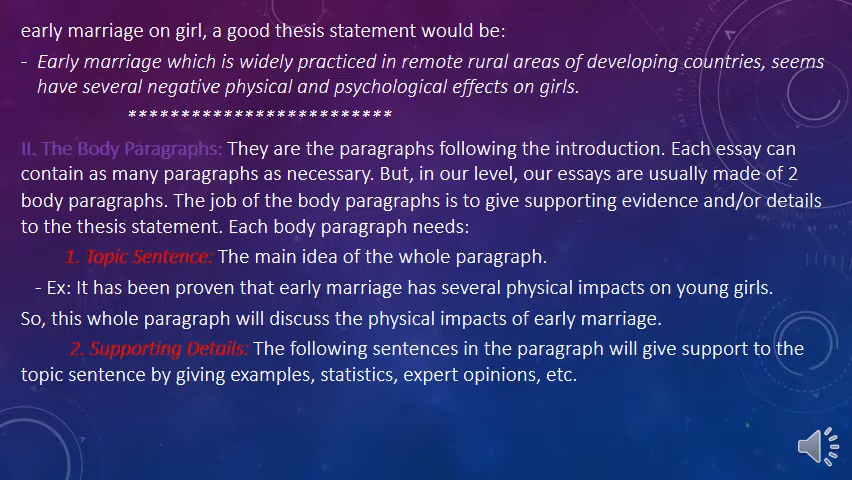 early marriage on girl, a good thesis statement would be:
- Early marriage which is widely practiced in remote rural areas of developing countries, seems
have several negative physical and psychological effects on girls.
*************************
II. The Body Paragraphs: They are the paragraphs following the introduction. Each essay can
contain as many paragraphs as necessary. But, in our level, our essays are usually made of 2
body paragraphs. The job of the body paragraphs is to give supporting evidence and/or details
to the thesis statement. Each body paragraph needs:
1. Topic Sentence: The main idea of the whole paragraph.
- Ex: It has been proven that early marriage has several physical impacts on young girls.
So, this whole paragraph will discuss the physical impacts of early marriage.
2. Supporting Details: The following sentences in the paragraph will give support to the
topic sentence by giving examples, statistics, expert opinions, etc.
6